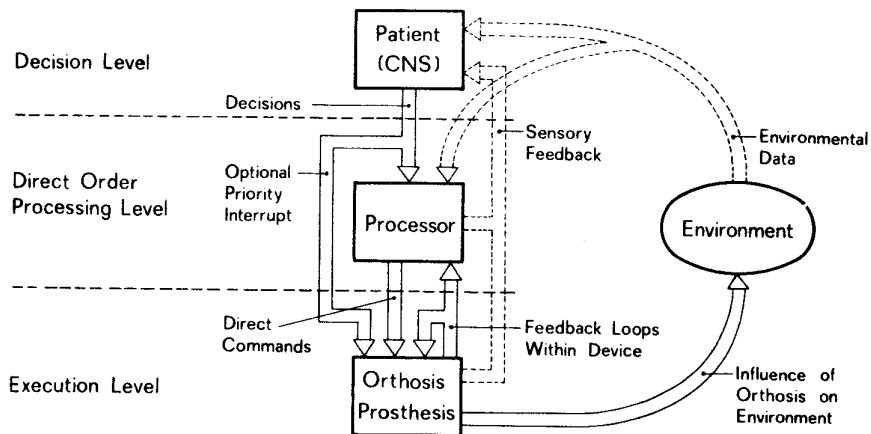 Patient
(CNS)
Decision Level
Decisions
Sensory
Feedback
Environmental
Data
Optional
Priority
Interrupt
Direct Order
Processing Level
Processor
Environment
Direct
Commands
Feedback Loops
Within Device
Execution Level
Orthosis
Prosthesis
Influence of
Orthosis on
Environment